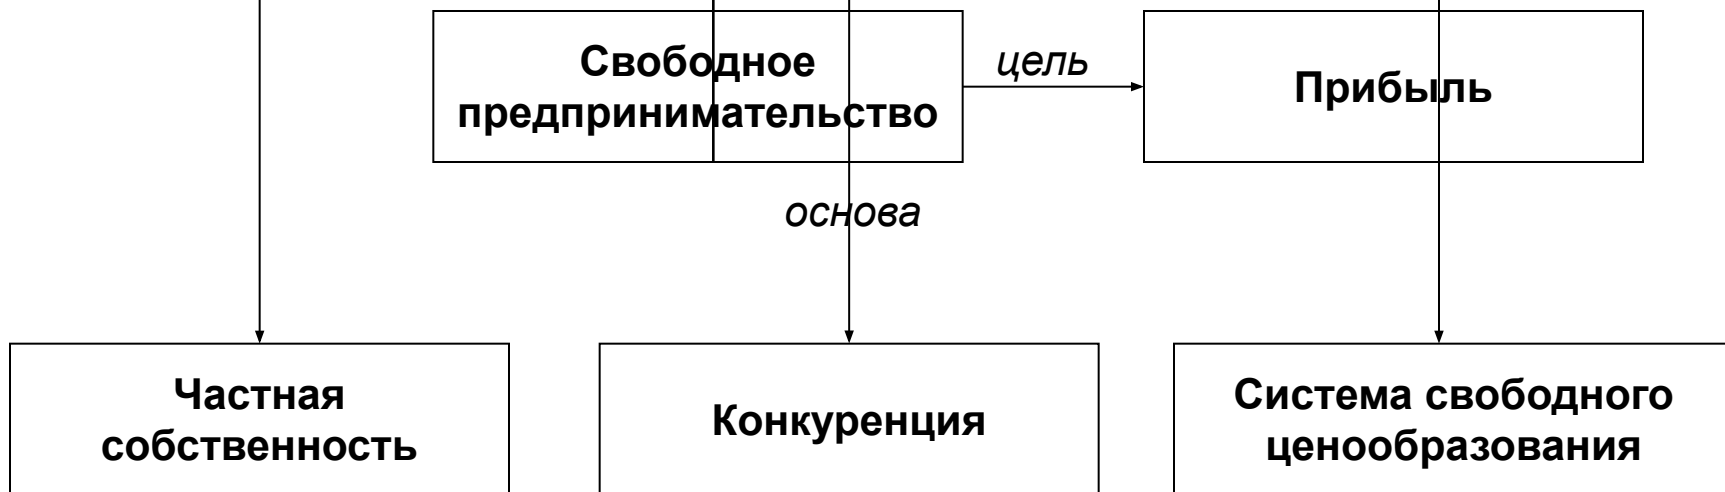 Свободное
предпринимательство
цель
Прибыль
основа
Частная
собственность
Конкуренция
Система свободного
ценообразования